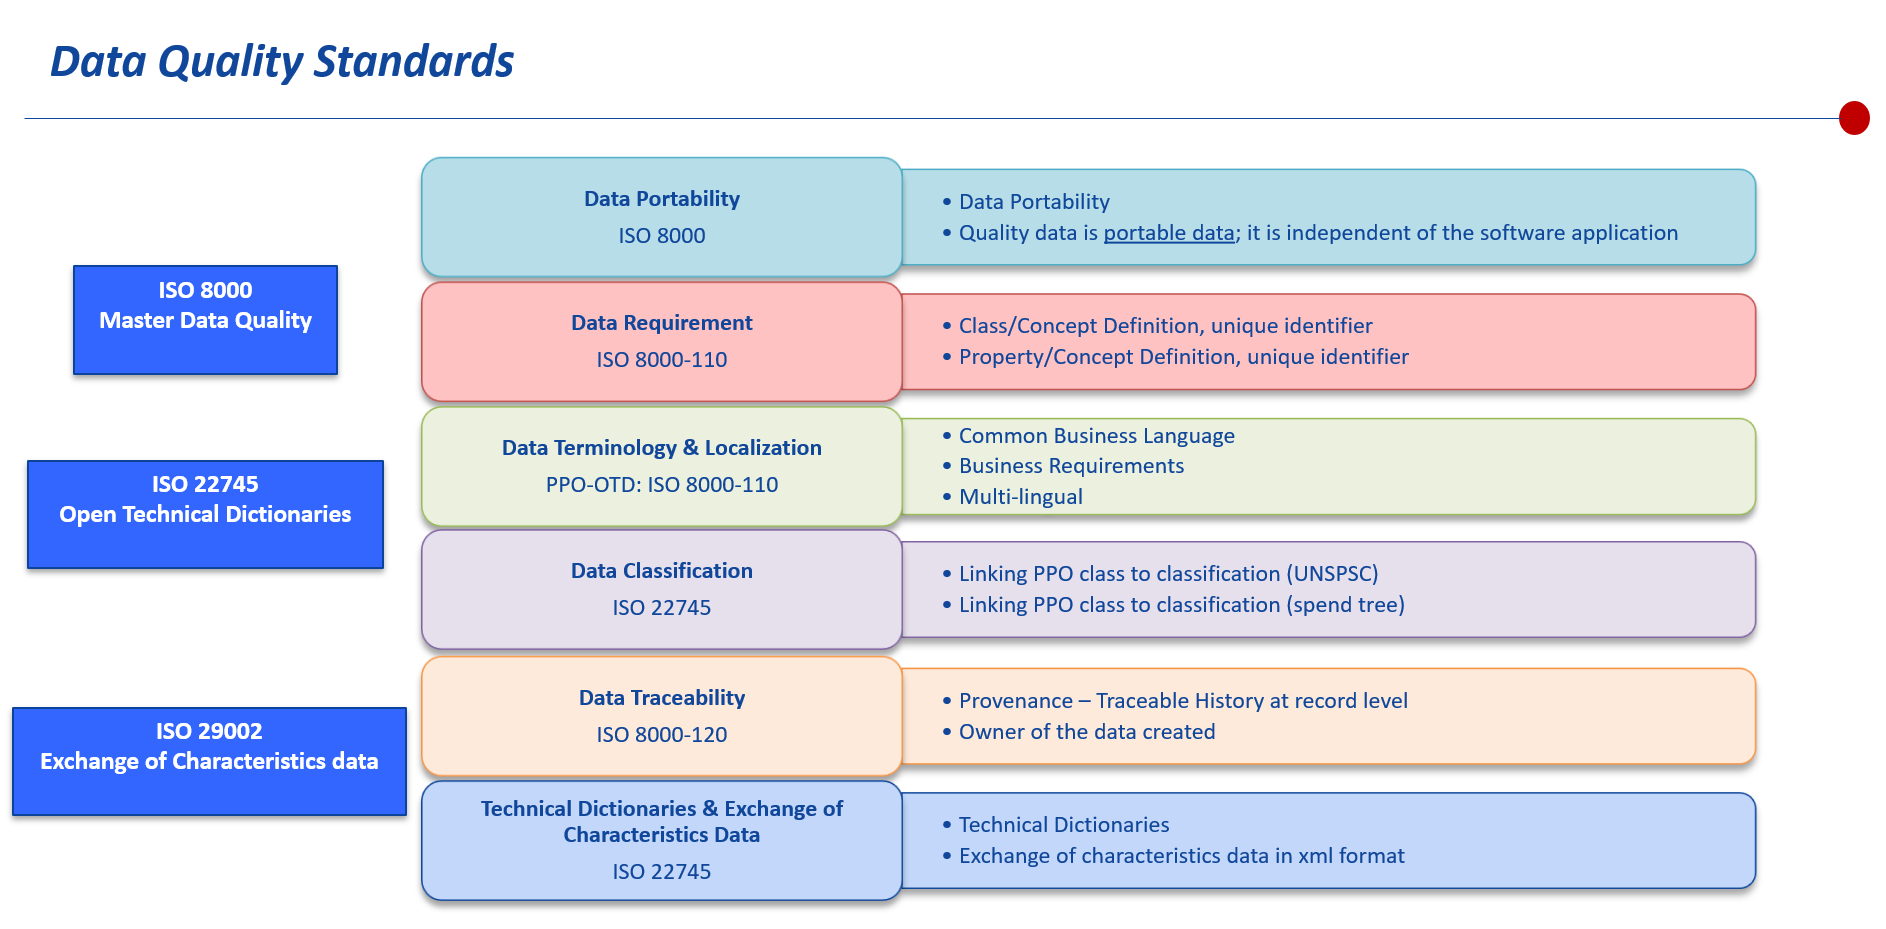 Data Quality Standards
ISO 8000
Master Data Quality
ISO 22745
Open Technical Dictionaries
ISO 29002
Exchange of Characteristics data
Data Portability
ISO 8000
• Data Portability
• Quality data is portable data; it is independent of the software application
Data Requirement
ISO 8000-110
• Class/Concept Definition, unique identifier
• Property/Concept Definition, unique identifier
Data Terminology & Localization
PPO-OTD: ISO 8000-110
• Common Business Language
• Business Requirements
• Multi-lingual
Data Classification
ISO 22745
• Linking PPO class to classification (UNSPSC)
• Linking PPO class to classification (spend tree)
Data Traceability
ISO 8000-120
• Provenance – Traceable History at record level
• Owner of the data created
Technical Dictionaries & Exchange of
Characteristics Data
ISO 22745
• Technical Dictionaries
• Exchange of characteristics data in xml format